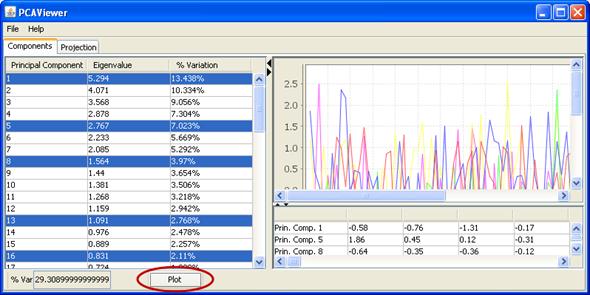 PCAViewer
File Help
Components Projection
Principal Component Eigenvalue % Variation
1 5.294 13.438%
2 4.071 10.334%
3 3.568 9.056%
4 2.878 7.304%
5 2.767 7.023%
6 2.233 5.669%
7 2.085 5.292%
8 1.564 3.97%
9 1.44 3.654%
10 1.381 3.506%
11 1.268 3.218%
12 1.159 2.942%
13 1.091 2.768%
14 0.976 2.478%
15 0.889 2.257%
16 0.831 2.11%
17 0.724
2.5
2.0
1.5
1.0
0.5
0.0
Prin. Comp. 1 -0.58 -0.76 -1.31 -0.17
Prin. Comp. 5 1.86 0.45 0.12 -0.31
Prin. Comp. 8 -0.64 -0.35 -0.36 -0.12
% Var 29.30899999999999 Plot